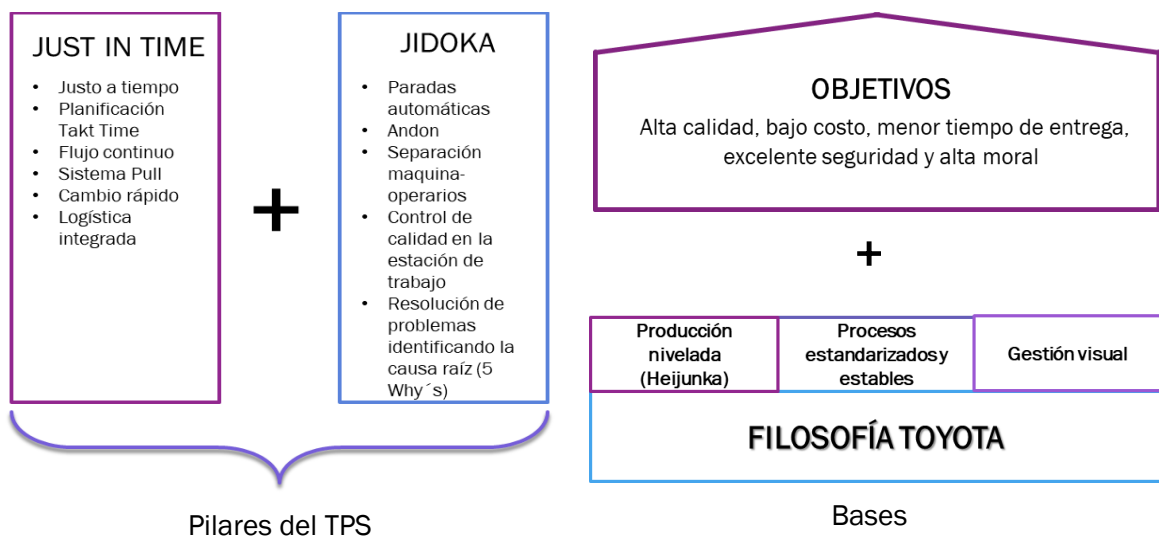 JUST IN TIME
• Justo a tiempo
• Planificación
Takt Time
• Flujo continuo
• Sistema Pull
• Cambio rápido
• Logística
integrada
+
JIDOKA
• Paradas
automáticas
• Andon
• Separación
maquina-
operarios
• Control de
calidad en la
estación de
trabajo
• Resolución de
problemas
identificando la
causa raíz (5
Why´s)
Pilares del TPS
OBJETIVOS
Alta calidad, bajo costo, menor tiempo de entrega,
excelente seguridad y alta moral
+
Producción
nivelada
(Heijunka)
Procesos
estandarizados y
estables
Gestión visual
FILOSOFÍA TOYOTA
Bases